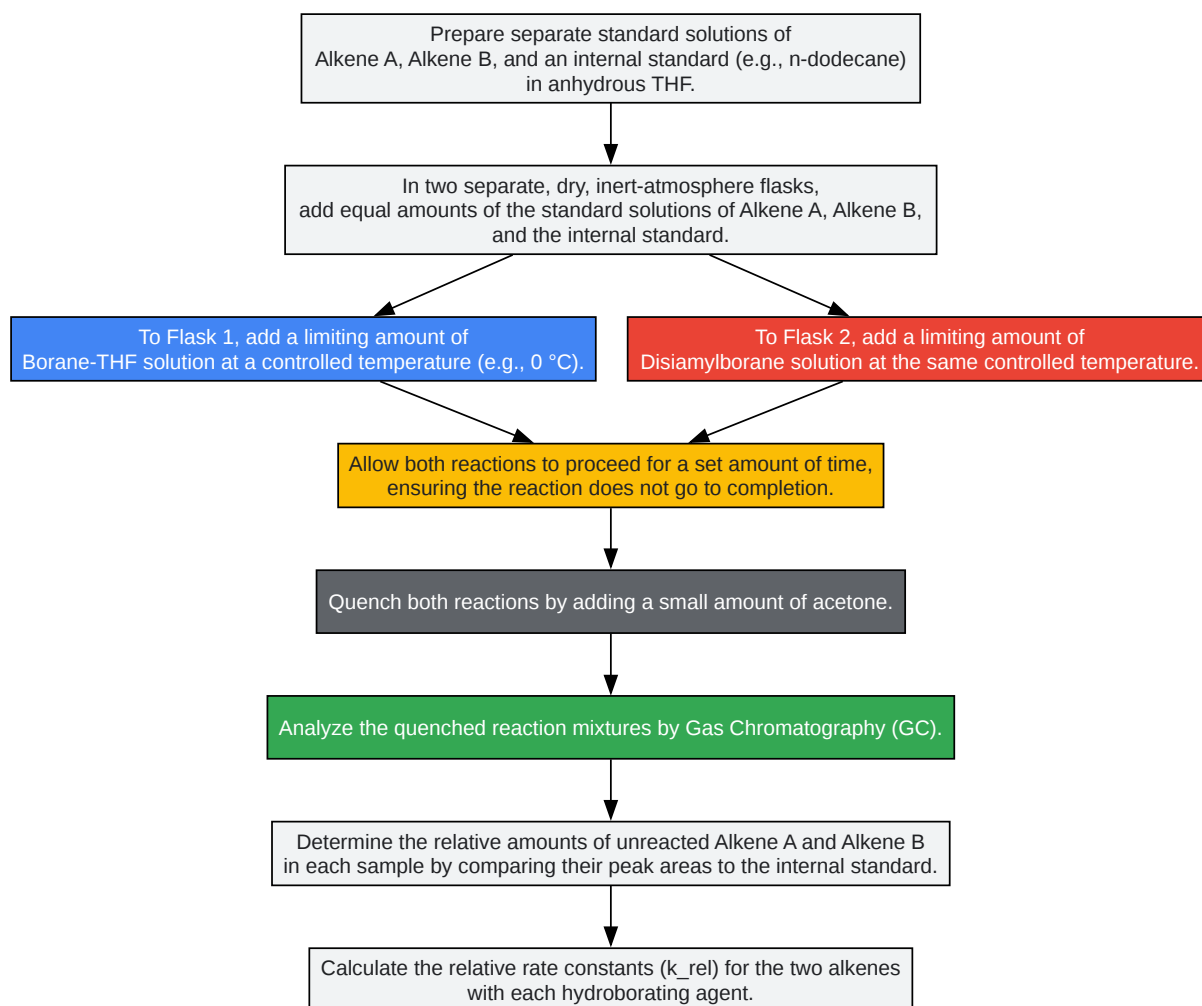 Prepare separate standard solutions of
Alkene A, Alkene B, and an internal standard (e.g., n-dodecane)
in anhydrous THF.
In two separate, dry, inert-atmosphere flasks,
add equal amounts of the standard solutions of Alkene A, Alkene B,
and the internal standard.
To Flask 1, add a limiting amount of
Borane-THF solution at a controlled temperature (e.g., 0 °C).
To Flask 2, add a limiting amount of
Disiamylborane solution at the same controlled temperature.
Allow both reactions to proceed for a set amount of time,
ensuring the reaction does not go to completion.
Quench both reactions by adding a small amount of acetone.
Analyze the quenched reaction mixtures by Gas Chromatography (GC).
Determine the relative amounts of unreacted Alkene A and Alkene B
in each sample by comparing their peak areas to the internal standard.
Calculate the relative rate constants (k_rel) for the two alkenes
with each hydroborating agent.